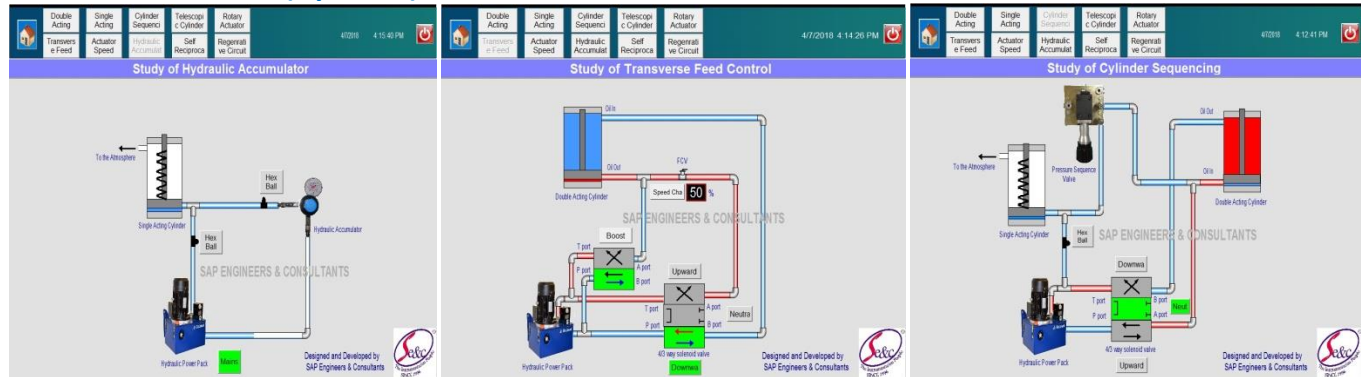 Double Acting
Single Acting
Cylinder Sequenci
Telescopi c Cylinder
Rotary Actuator
Transvers e Feed
Actuator Speed
Hydraulic Accumulat
Self Reciproca
Regenrati ve Circuit
4/7/2018 4:15:40 PM
Study of Hydraulic Accumulator
To the Atmosphere
Hex Ball
Single Acting Cylinder
Hydraulic Accumulator
Hex Ball
SAP ENGINEERS & CONSULTANTS
Hydraulic Power Pack
Designed and Developed by
SAP Engineers & Consultants
Double Acting
Single Acting
Cylinder Sequenci
Telescopi c Cylinder
Rotary Actuator
Transvers e Feed
Actuator Speed
Hydraulic Accumulat
Self Reciproca
Regenrati ve Circuit
4/7/2018 4:14:26 PM
Study of Transverse Feed Control
Oil In
Oil Out
FCV
Double Acting Cylinder
Speed Cha 50 %
SAP ENGINEERS & CONSULTANTS
Boost
T port
P port
A port
B port
Upward
T port
A port
Neutra
P port
B port
4/3 way solenoid valve
Downwa
Hydraulic Power Pack
Designed and Developed by
SAP Engineers & Consultants
Double Acting
Single Acting
Cylinder Sequenci
Telescopi c Cylinder
Rotary Actuator
Transvers e Feed
Actuator Speed
Hydraulic Accumulat
Self Reciproca
Regenrati ve Circuit
4/7/2018 4:12:41 PM
Study of Cylinder Sequencing
Oil Out
To the Atmosphere
Pressure Sequence Valve
Oil In
Double Acting Cylinder
Single Acting Cylinder
Hex Ball
SAP ENGINEERS & CONSULTANTS
Downwa
T port
B port
Neut
P port
A port
4/3 way solenoid valve
Upward
Hydraulic Power Pack
Designed and Developed by
SAP Engineers & Consultants